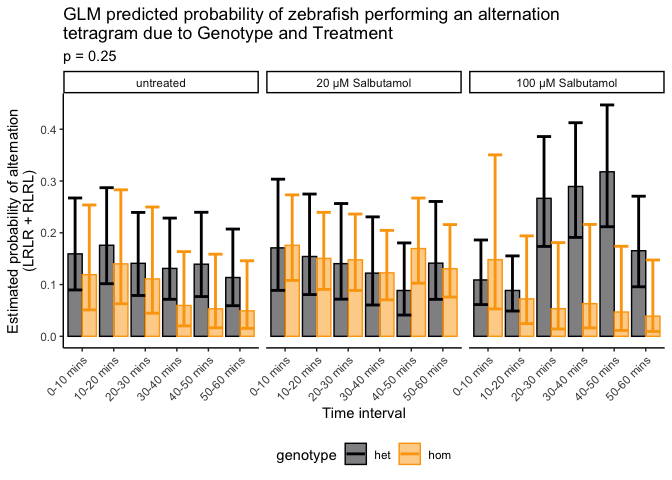 GLM predicted probability of zebrafish performing an alternation
tetragram due to Genotype and Treatment
p = 0.25
untreated
20 µM Salbutamol
100 µM Salbutamol
Estimated probability of alternation
(LRLR + RLRL)
0.4
0.3
0.2
0.1
0.0
0-10 mins
10-20 mins
20-30 mins
30-40 mins
40-50 mins
50-60 mins
0-10 mins
10-20 mins
20-30 mins
30-40 mins
40-50 mins
50-60 mins
0-10 mins
10-20 mins
20-30 mins
30-40 mins
40-50 mins
50-60 mins
Time interval
genotype
het
hom